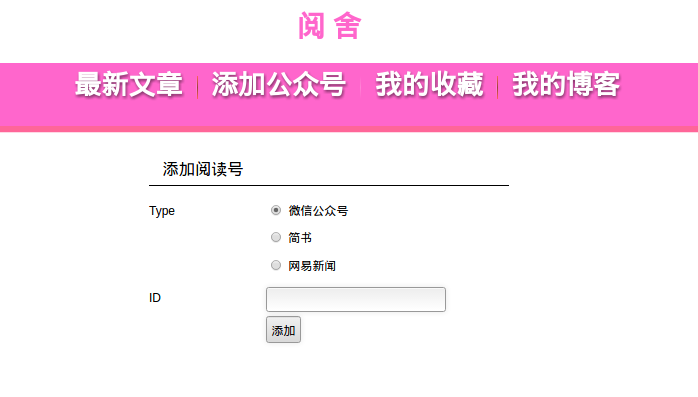 阅 舍
最新文章 添加公众号 我的收藏 我的博客
添加阅读号
Type 微信公众号
简书
网易新闻
ID
添加